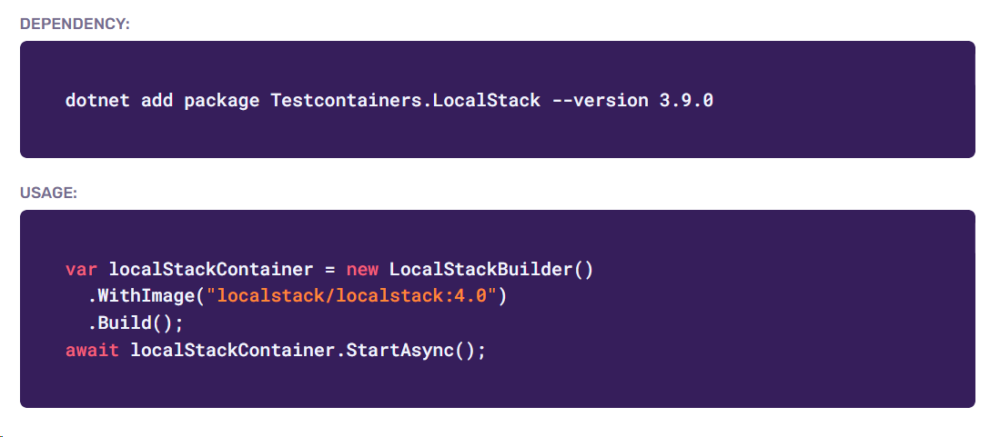 DEPENDENCY:
dotnet add package Testcontainers.LocalStack --version 3.9.0
USAGE:
var localStackContainer = new LocalStackBuilder()
  .WithImage("localstack/localstack:4.0")
  .Build();
await localStackContainer.StartAsync();